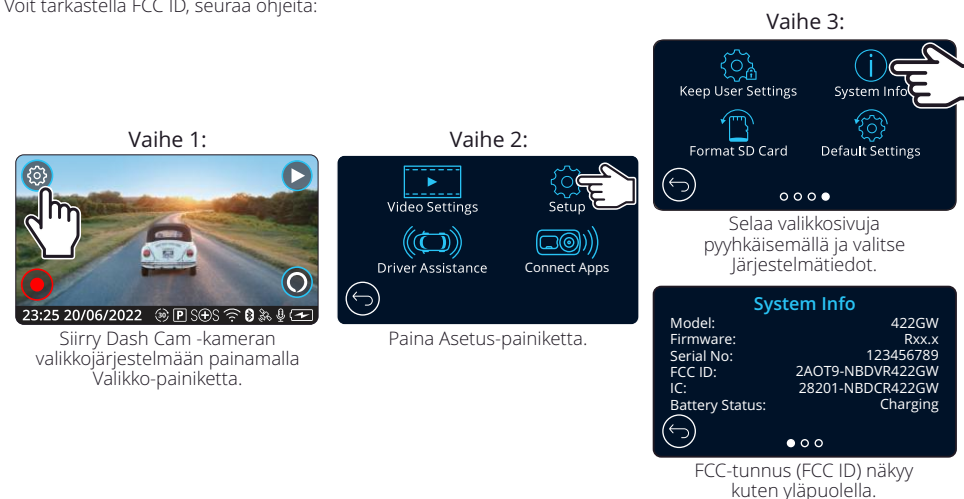 Voit tarkastella FCC ID, seuraa ohjeita:
Vaihe 1:
23:25 20/06/2022 30 P SOS
Siirry Dash Cam -kameran
valikkojärjestelmään painamalla
Valikko-painiketta.
Vaihe 2:
Video Settings
Setup
Driver Assistance
Connect Apps
Paina Asetus-painiketta.
Vaihe 3:
Keep User Settings
System Info
Format SD Card
Default Settings
Selaa valikkosivuja
pyyhkäisemällä ja valitse
Järjestelmätiedot.
System Info
Model: 422GW
Firmware: Rxx.x
Serial No: 123456789
FCC ID: 2AOT9-NBDVR422GW
IC: 28201-NBDCR422GW
Battery Status: Charging
FCC-tunnus (FCC ID) näkyy
kuten yläpuolella.